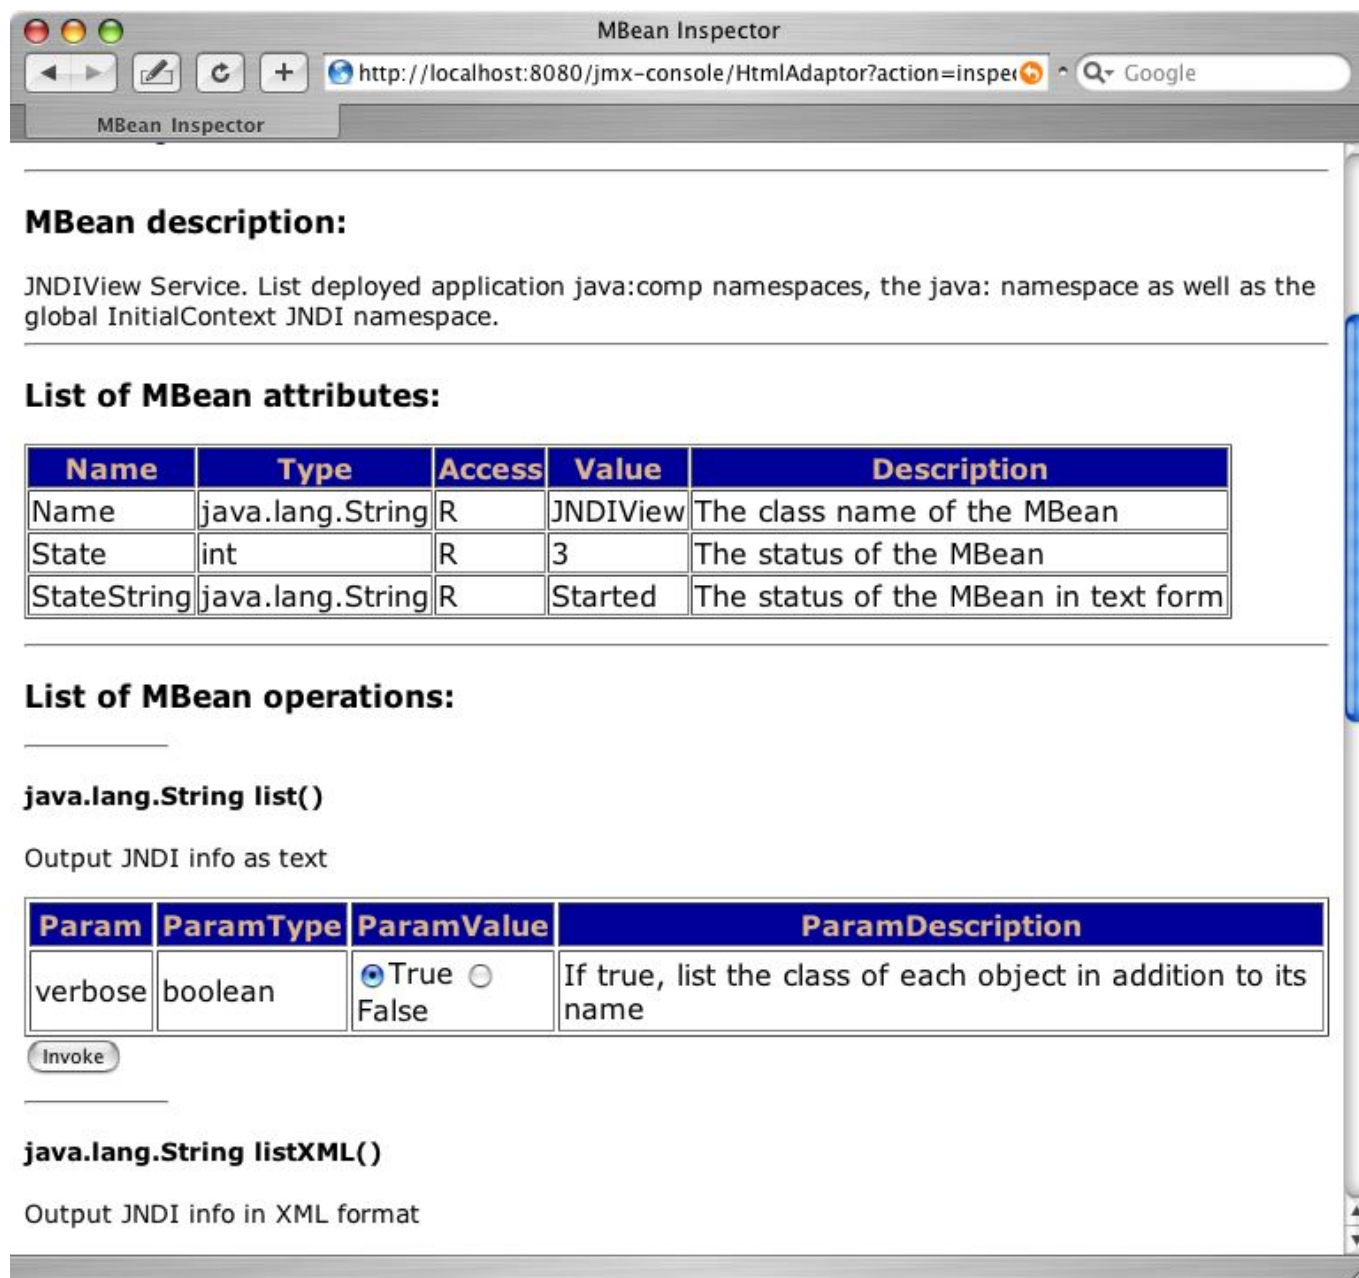 MBean Inspector
http://localhost:8080/jmx-console/HtmlAdaptor?action=inspe
Google
MBean Inspector
MBean description:
JNDIView Service. List deployed application java:comp namespaces, the java: namespace as well as the
global InitialContext JNDI namespace.
List of MBean attributes:
Name Type Access Value Description
Name java.lang.String R JNDIView The class name of the MBean
State int R 3 The status of the MBean
StateString java.lang.String R Started The status of the MBean in text form
List of MBean operations:
java.lang.String list()
Output JNDI info as text
Param ParamType ParamValue ParamDescription
verbose boolean True False If true, list the class of each object in addition to its name
Invoke
java.lang.String listXML()
Output JNDI info in XML format